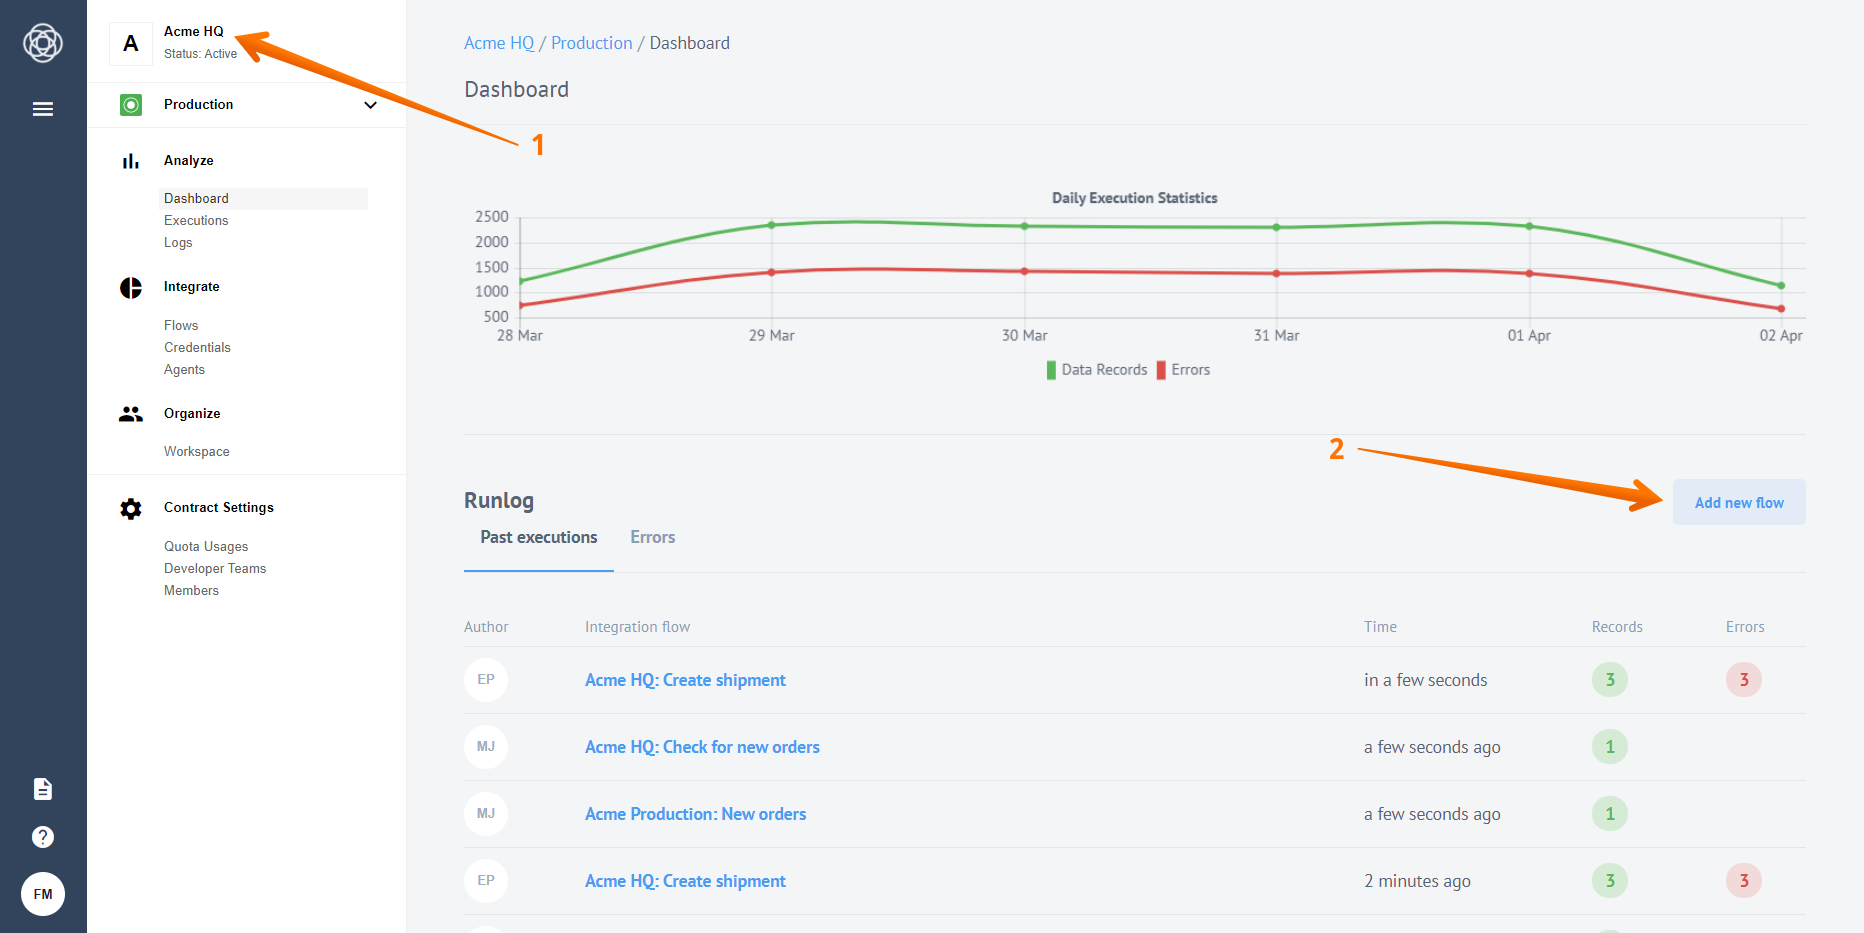 A
Acme HQ
Status: Active
Production
Analyze
Dashboard
Executions
Logs
Integrate
Flows
Credentials
Agents
Organize
Workspace
Contract Settings
Quota Usages
Developer Teams
Members
FM
Acme HQ / Production / Dashboard
Dashboard
1
Daily Execution Statistics
2500
2000
1500
1000
500
28 Mar 29 Mar 30 Mar 31 Mar 01 Apr 02 Apr
Data Records Errors
2
Runlog
Add new flow
Past executions Errors
Author Integration flow Time Records Errors
EP Acme HQ: Create shipment in a few seconds 3 3
MJ Acme HQ: Check for new orders a few seconds ago 1
MJ Acme Production: New orders a few seconds ago 1
EP Acme HQ: Create shipment 2 minutes ago 3 3